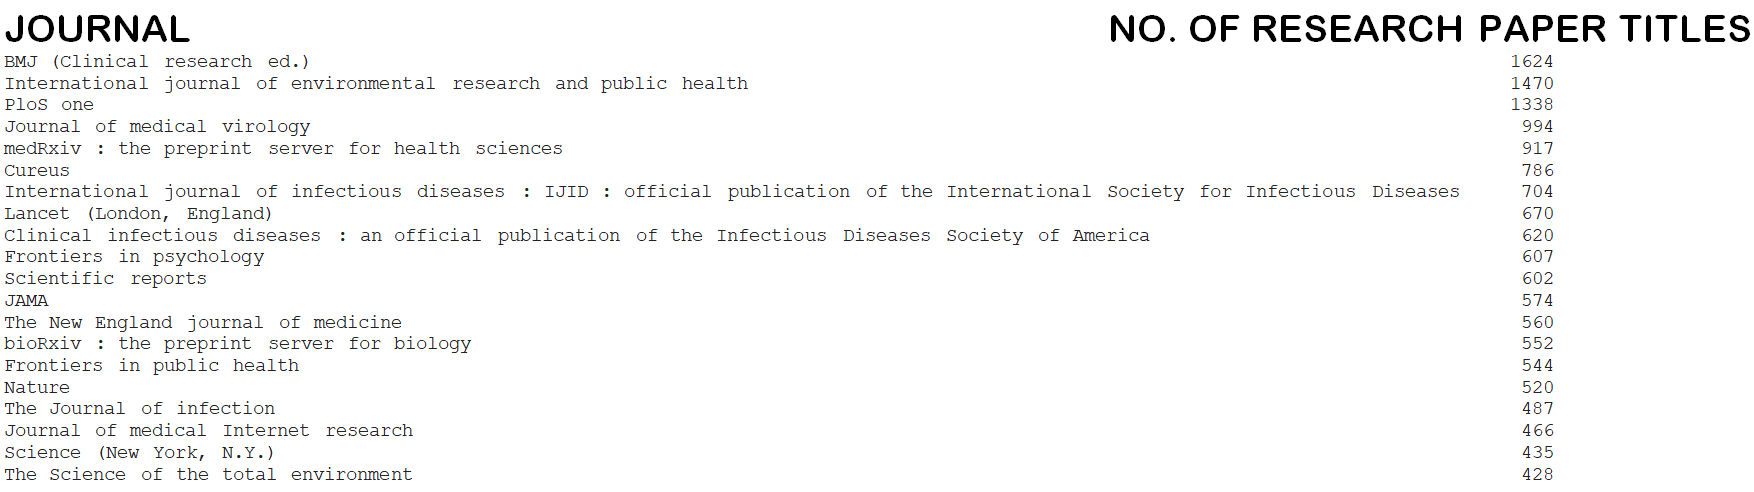 JOURNAL NO. OF RESEARCH PAPER TITLES
BMJ (Clinical research ed.) 1624
International journal of environmental research and public health 1470
PloS one 1338
Journal of medical virology 994
medRxiv : the preprint server for health sciences 917
Cureus 786
International journal of infectious diseases : IJID : official publication of the International Society for Infectious Diseases 704
Lancet (London, England) 670
Clinical infectious diseases : an official publication of the Infectious Diseases Society of America 620
Frontiers in psychology 607
Scientific reports 602
JAMA 574
The New England journal of medicine 560
bioRxiv : the preprint server for biology 552
Frontiers in public health 544
Nature 520
The Journal of infection 487
Journal of medical Internet research 466
Science (New York, N.Y.) 435
The Science of the total environment 428